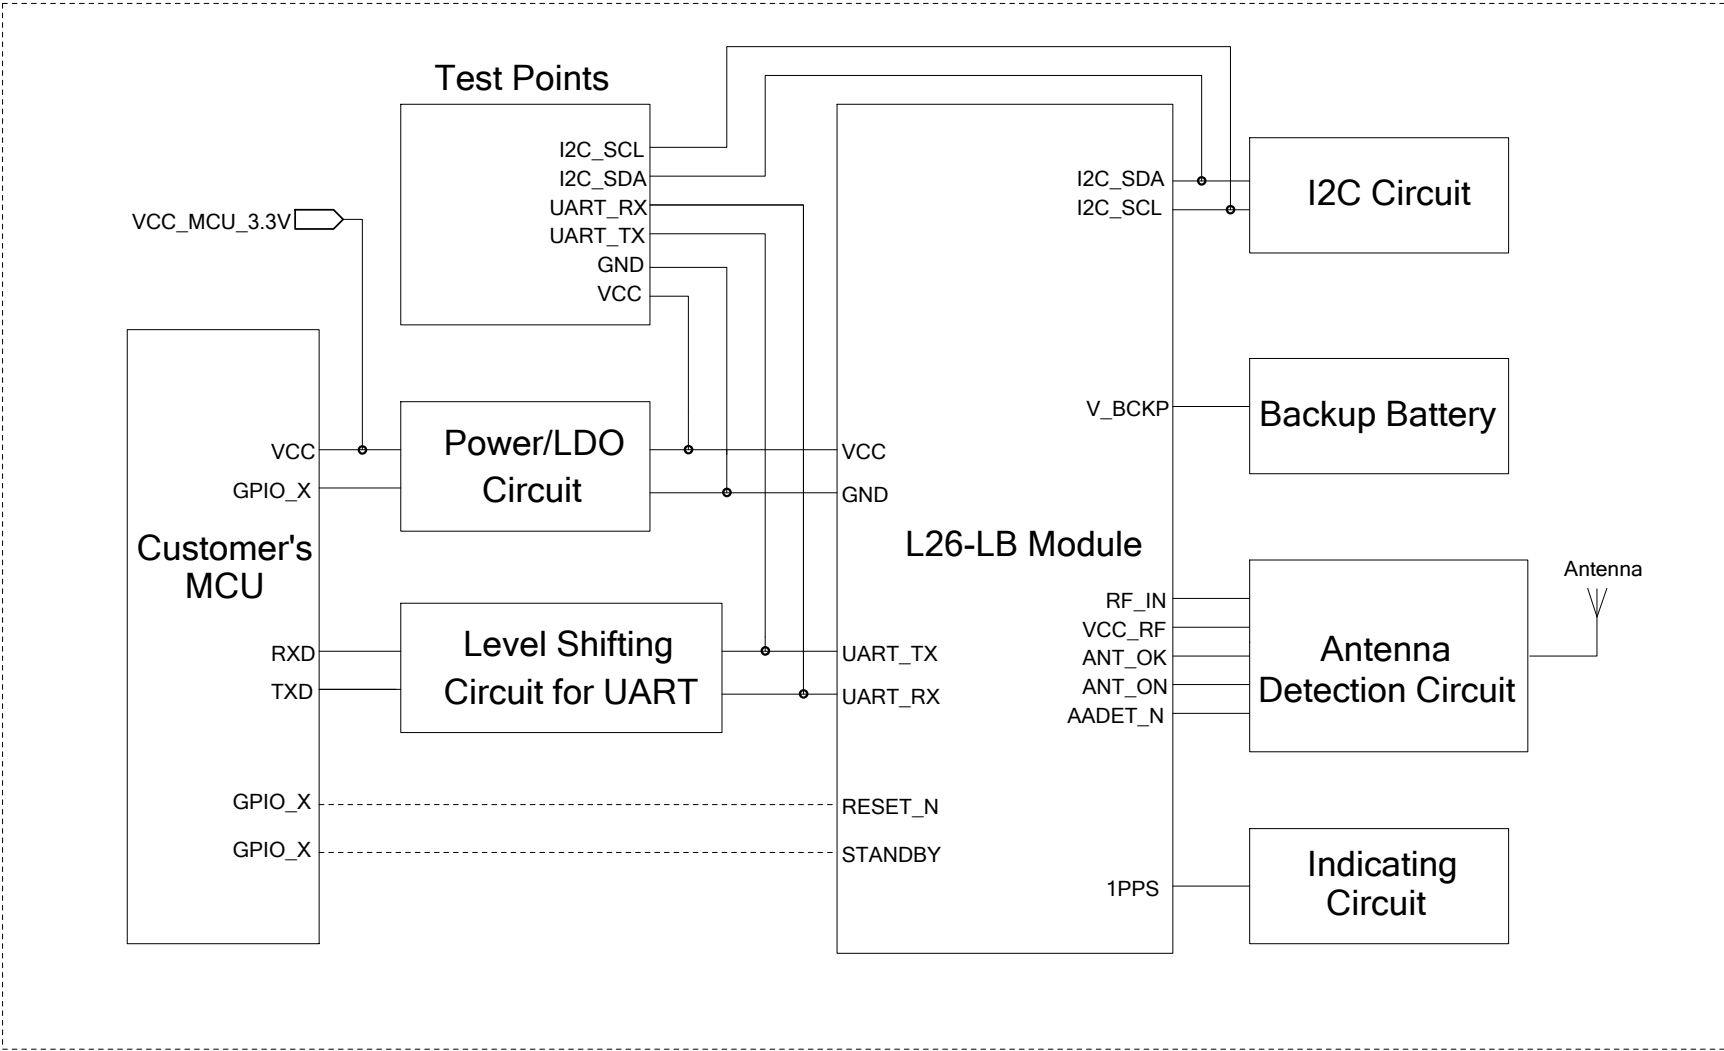 Test Points
I2C_SCL
I2C_SDA
UART_RX
UART_TX
GND
VCC
VCC_MCU_3.3V
VCC
GPIO_X
Customer's
MCU
RXD
TXD
GPIO_X
GPIO_X
Power/LDO
Circuit
Level Shifting
Circuit for UART
I2C_SDA
I2C_SCL
V_BCKP
VCC
GND
L26-LB Module
RF_IN
VCC_RF
ANT_OK
ANT_ON
AADET_N
UART_TX
UART_RX
RESET_N
STANDBY
1PPS
I2C Circuit
Backup Battery
Antenna
Detection Circuit
Antenna
Indicating
Circuit